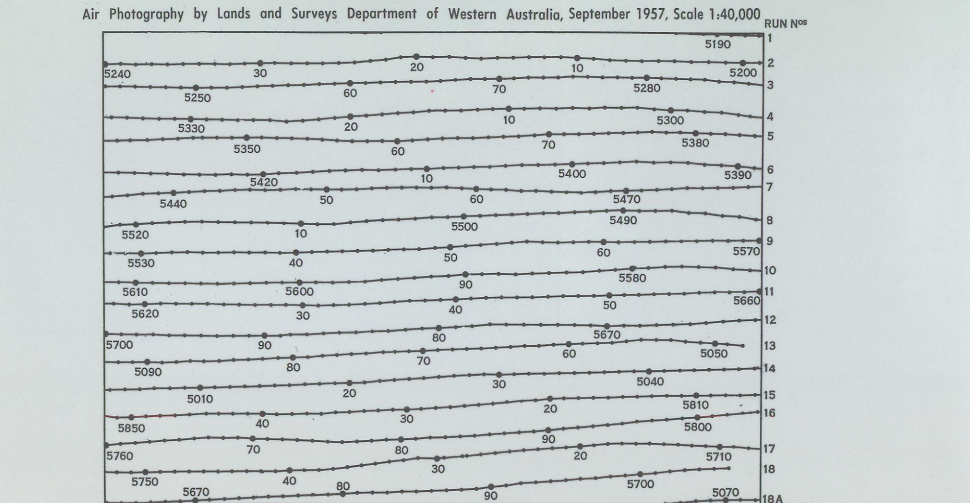 Air Photography by Lands and Surveys Department of Western Australia, September 1957, Scale 1:40,000
RUN Nos
5190 1
5240 30 20 10 5200 2
5250 60 70 5280 3
5330 20 10 5300 4
5350 60 70 5380 5
5420 10 5400 5390 6
5440 50 60 5470 7
5520 10 5500 5490 8
5530 40 50 60 5570 9
5610 5600 90 5580 10
5620 30 40 50 5660 11
5700 90 80 5670 12
5090 80 70 60 5050 13
5010 20 30 5040 14
5850 40 30 20 5810 15
5760 70 80 90 5800 16
5750 40 30 20 5710 17
5670 80 90 5700 18
5070 18A